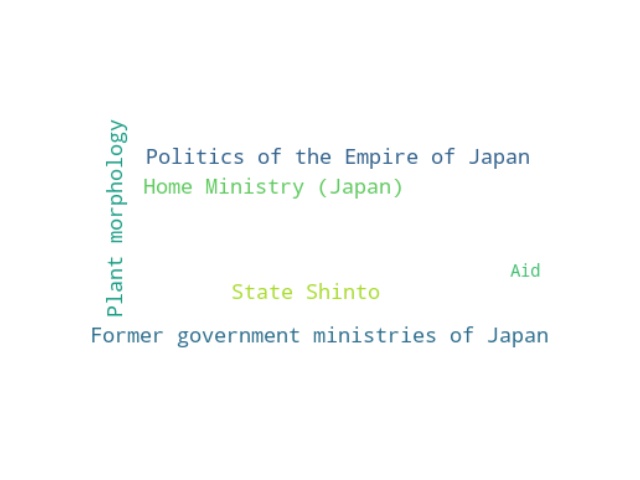 Plant morphology
Politics of the Empire of Japan
Home Ministry (Japan)
Aid
State Shinto
Former government ministries of Japan